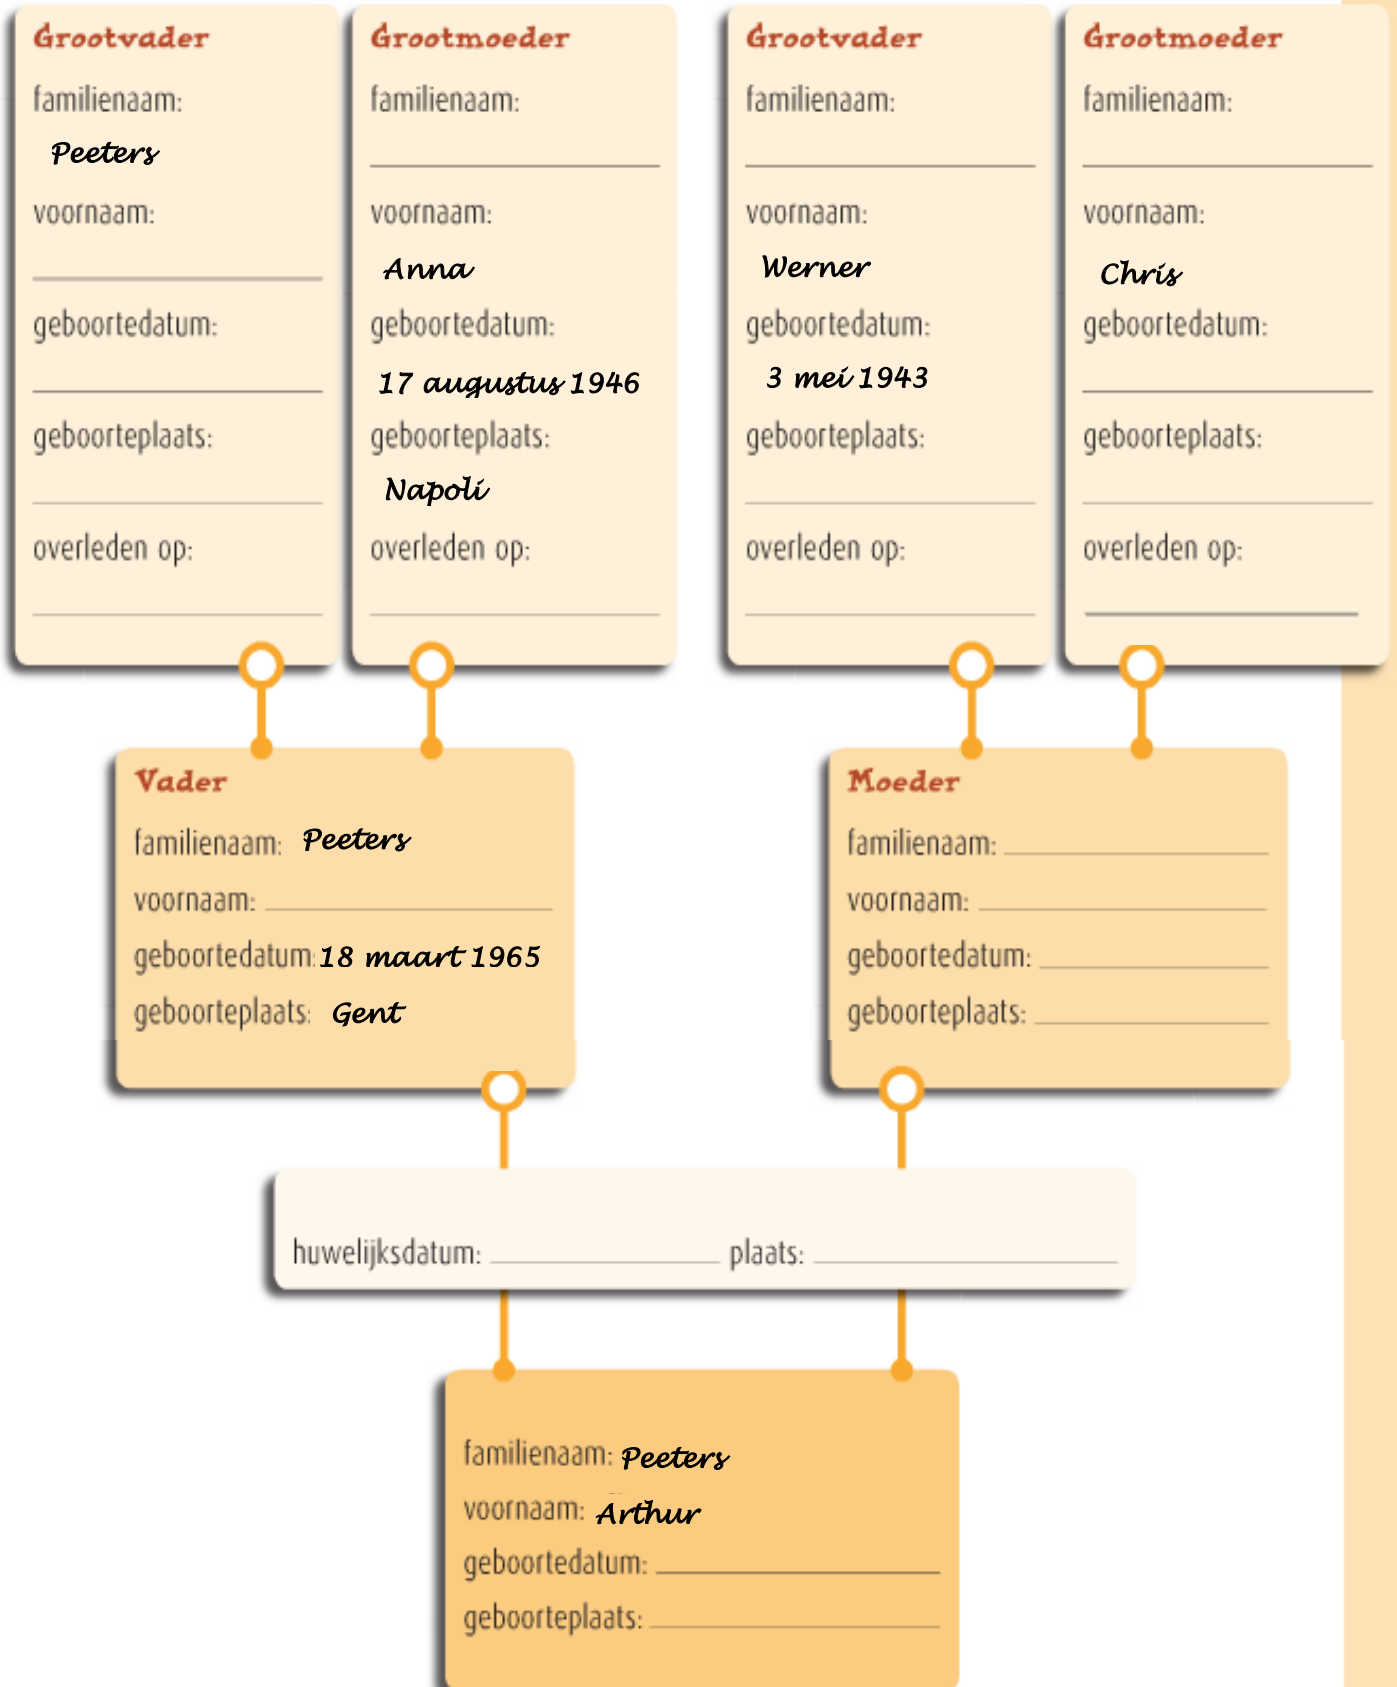 Grootvader
familienaam:
Peeters
voornaam:
geboortedatum:
geboorteplaats:
overleden op:
Grootmoeder
familienaam:
voornaam:
Anna
geboortedatum:
17 augustus 1946
geboorteplaats:
Napoli
overleden op:
Grootvader
familienaam:
voornaam:
Werner
geboortedatum:
3 mei 1943
geboorteplaats:
overleden op:
Grootmoeder
familienaam:
voornaam:
Chris
geboortedatum:
geboorteplaats:
overleden op:
Vader
familienaam: Peeters
voornaam:
geboortedatum: 18 maart 1965
geboorteplaats: Gent
Moeder
familienaam:
voornaam:
geboortedatum:
geboorteplaats:
huwelijksdatum: plaats:
familienaam: Peeters
voornaam: Arthur
geboortedatum:
geboorteplaats: